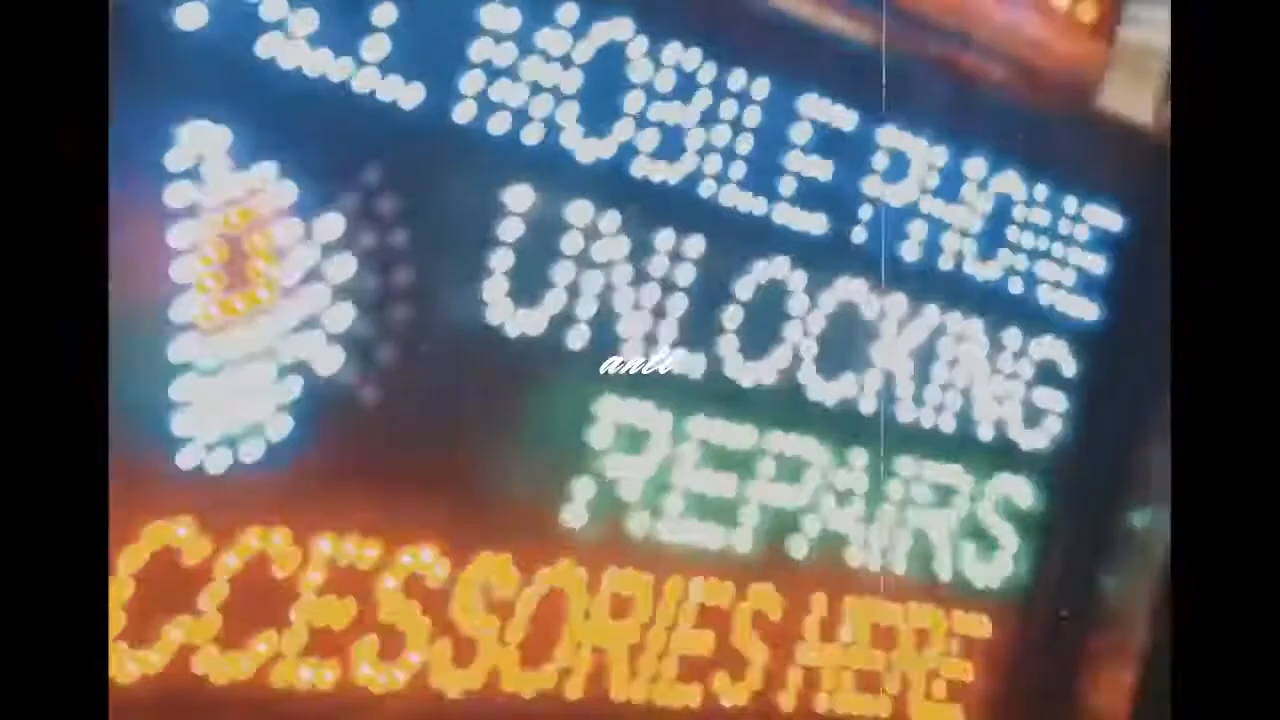 MOBILE PHONE
UNLOCKING
anti
REPAIRS
CCESSORIES HERE